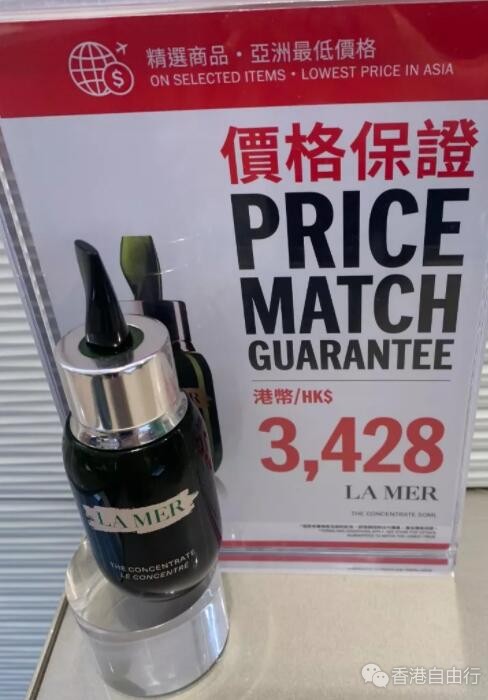 精選商品•亞洲最低價格
ON SELECTED ITEMS • LOWEST PRICE IN ASIA
價格保證
PRICE
MATCH
GUARANTEE
港幣/HK$
3,428
LA MER
THE CONCENTRATE 50ML
LA MER
THE CONCENTRATE
LE CONCENTRÉ
香港自由行